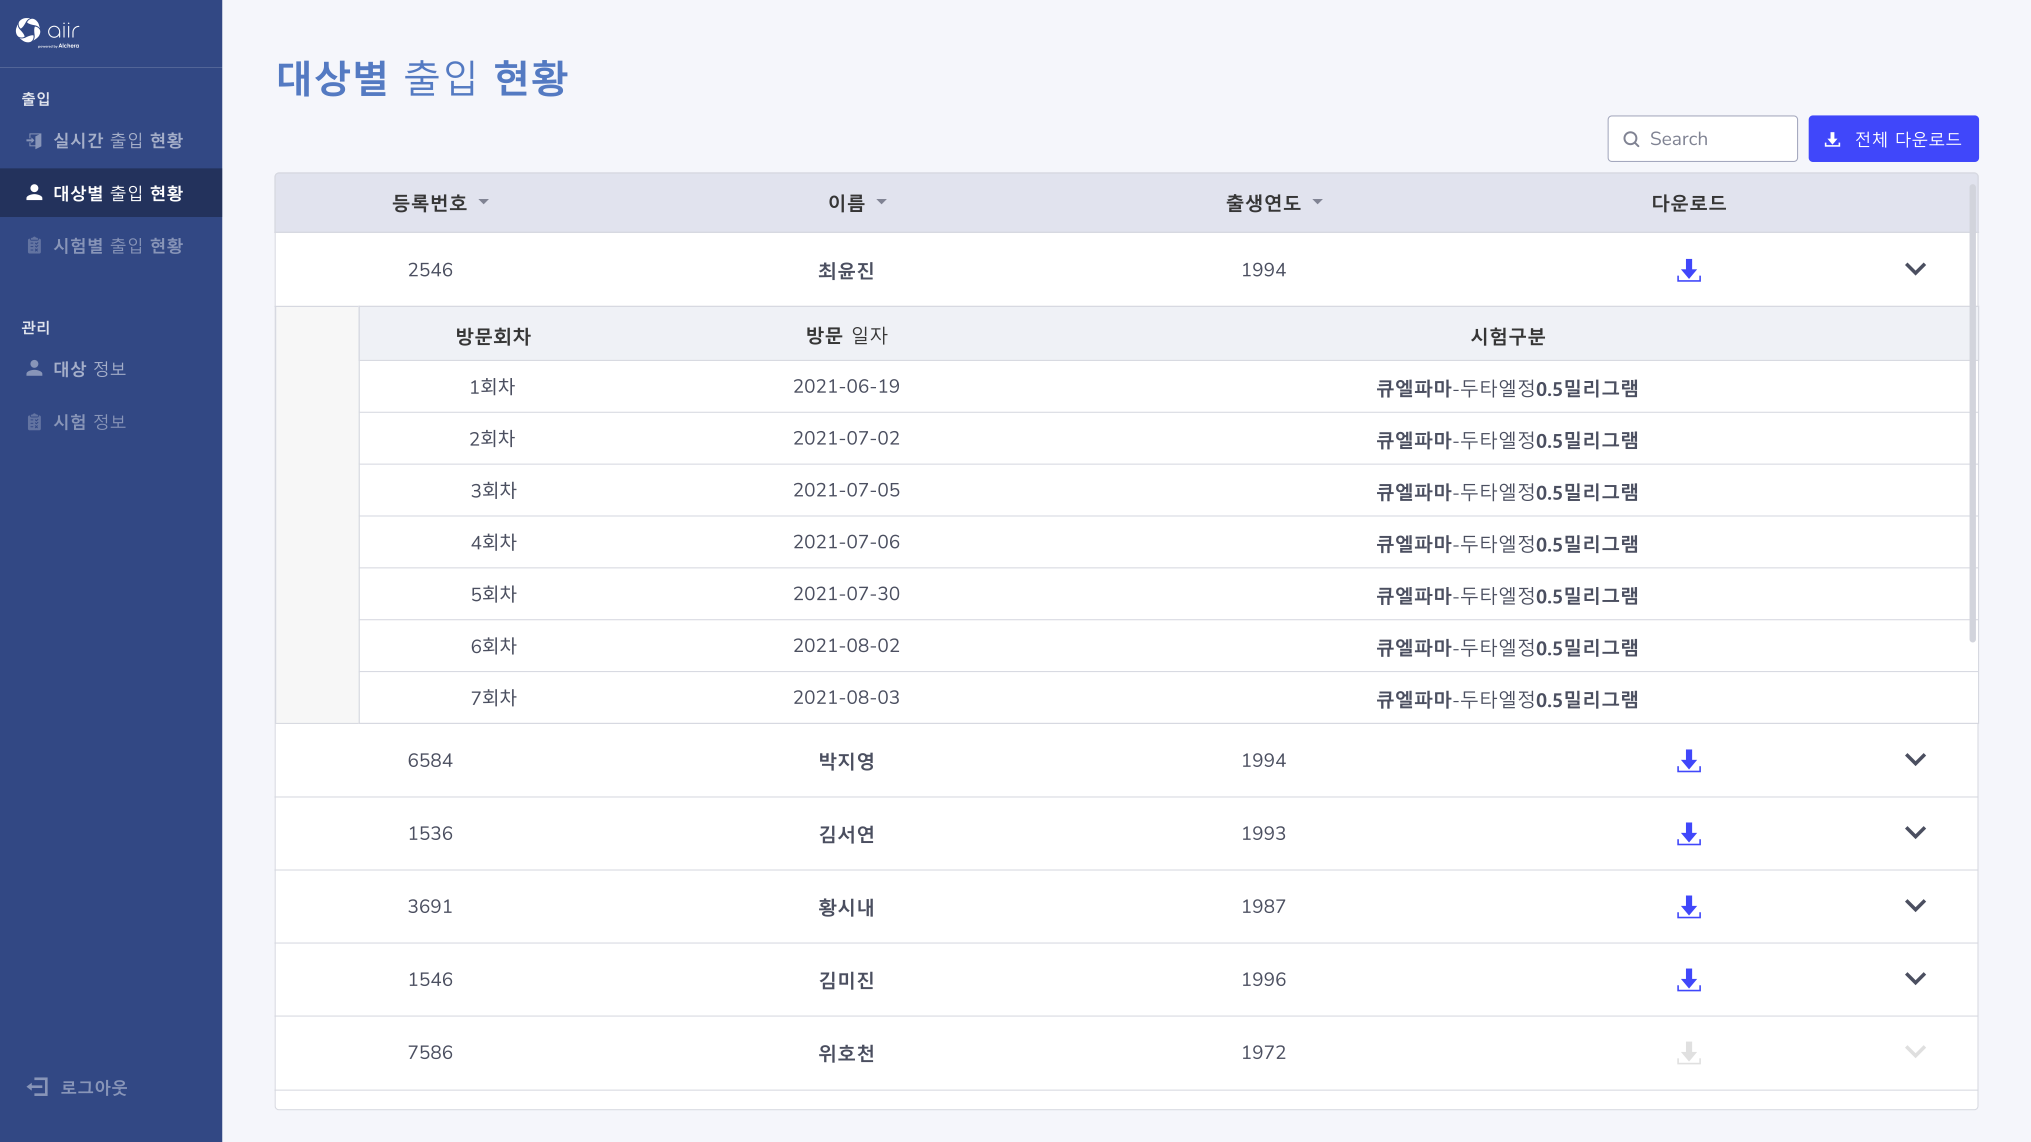 aiir
powered by Alchera
출입
실시간 출입 현황
대상별 출입 현황
시험별 출입 현황
관리
대상 정보
시험 정보
로그아웃
대상별 출입 현황
Search
전체 다운로드
등록번호 이름 출생연도 다운로드
2546 최윤진 1994
방문회차 방문 일자 시험구분
1회차 2021-06-19 큐엘파마-두타엘정0.5밀리그램
2회차 2021-07-02 큐엘파마-두타엘정0.5밀리그램
3회차 2021-07-05 큐엘파마-두타엘정0.5밀리그램
4회차 2021-07-06 큐엘파마-두타엘정0.5밀리그램
5회차 2021-07-30 큐엘파마-두타엘정0.5밀리그램
6회차 2021-08-02 큐엘파마-두타엘정0.5밀리그램
7회차 2021-08-03 큐엘파마-두타엘정0.5밀리그램
6584 박지영 1994
1536 김서연 1993
3691 황시내 1987
1546 김미진 1996
7586 위호천 1972